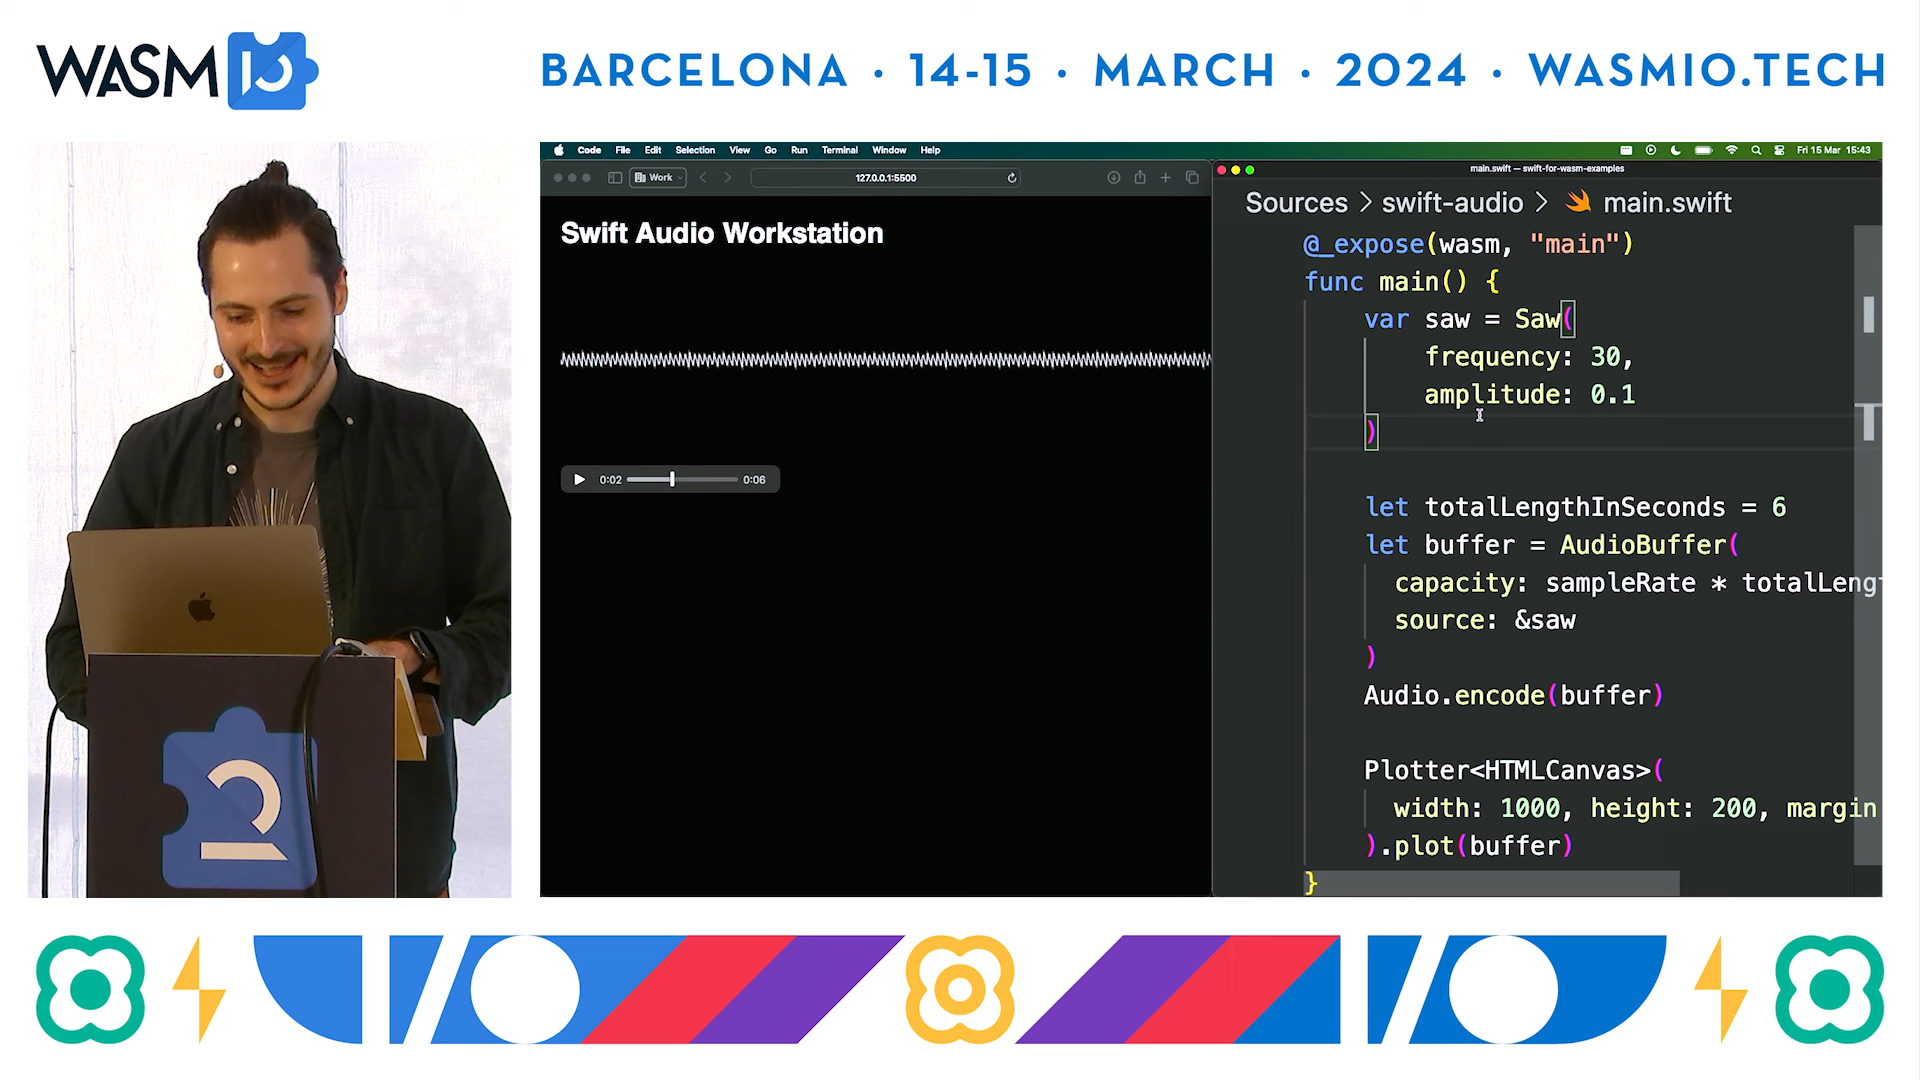 WASM IO
BARCELONA · 14-15 · MARCH · 2024 · WASMIO.TECH
Code File Edit Selection View Go Run Terminal Window Help
Fri 15 Mar 15:43
Work
127.0.0.1:5500
main.swift — swift-for-wasm-examples
Swift Audio Workstation
0:02
0:06
Sources > swift-audio > main.swift
@_expose(wasm, "main")
func main() {
var saw = Saw(
frequency: 30,
amplitude: 0.1
)
let totalLengthInSeconds = 6
let buffer = AudioBuffer(
capacity: sampleRate * totalLengt
source: &saw
)
Audio.encode(buffer)
Plotter<HTMLCanvas>(
width: 1000, height: 200, margin
).plot(buffer)
}